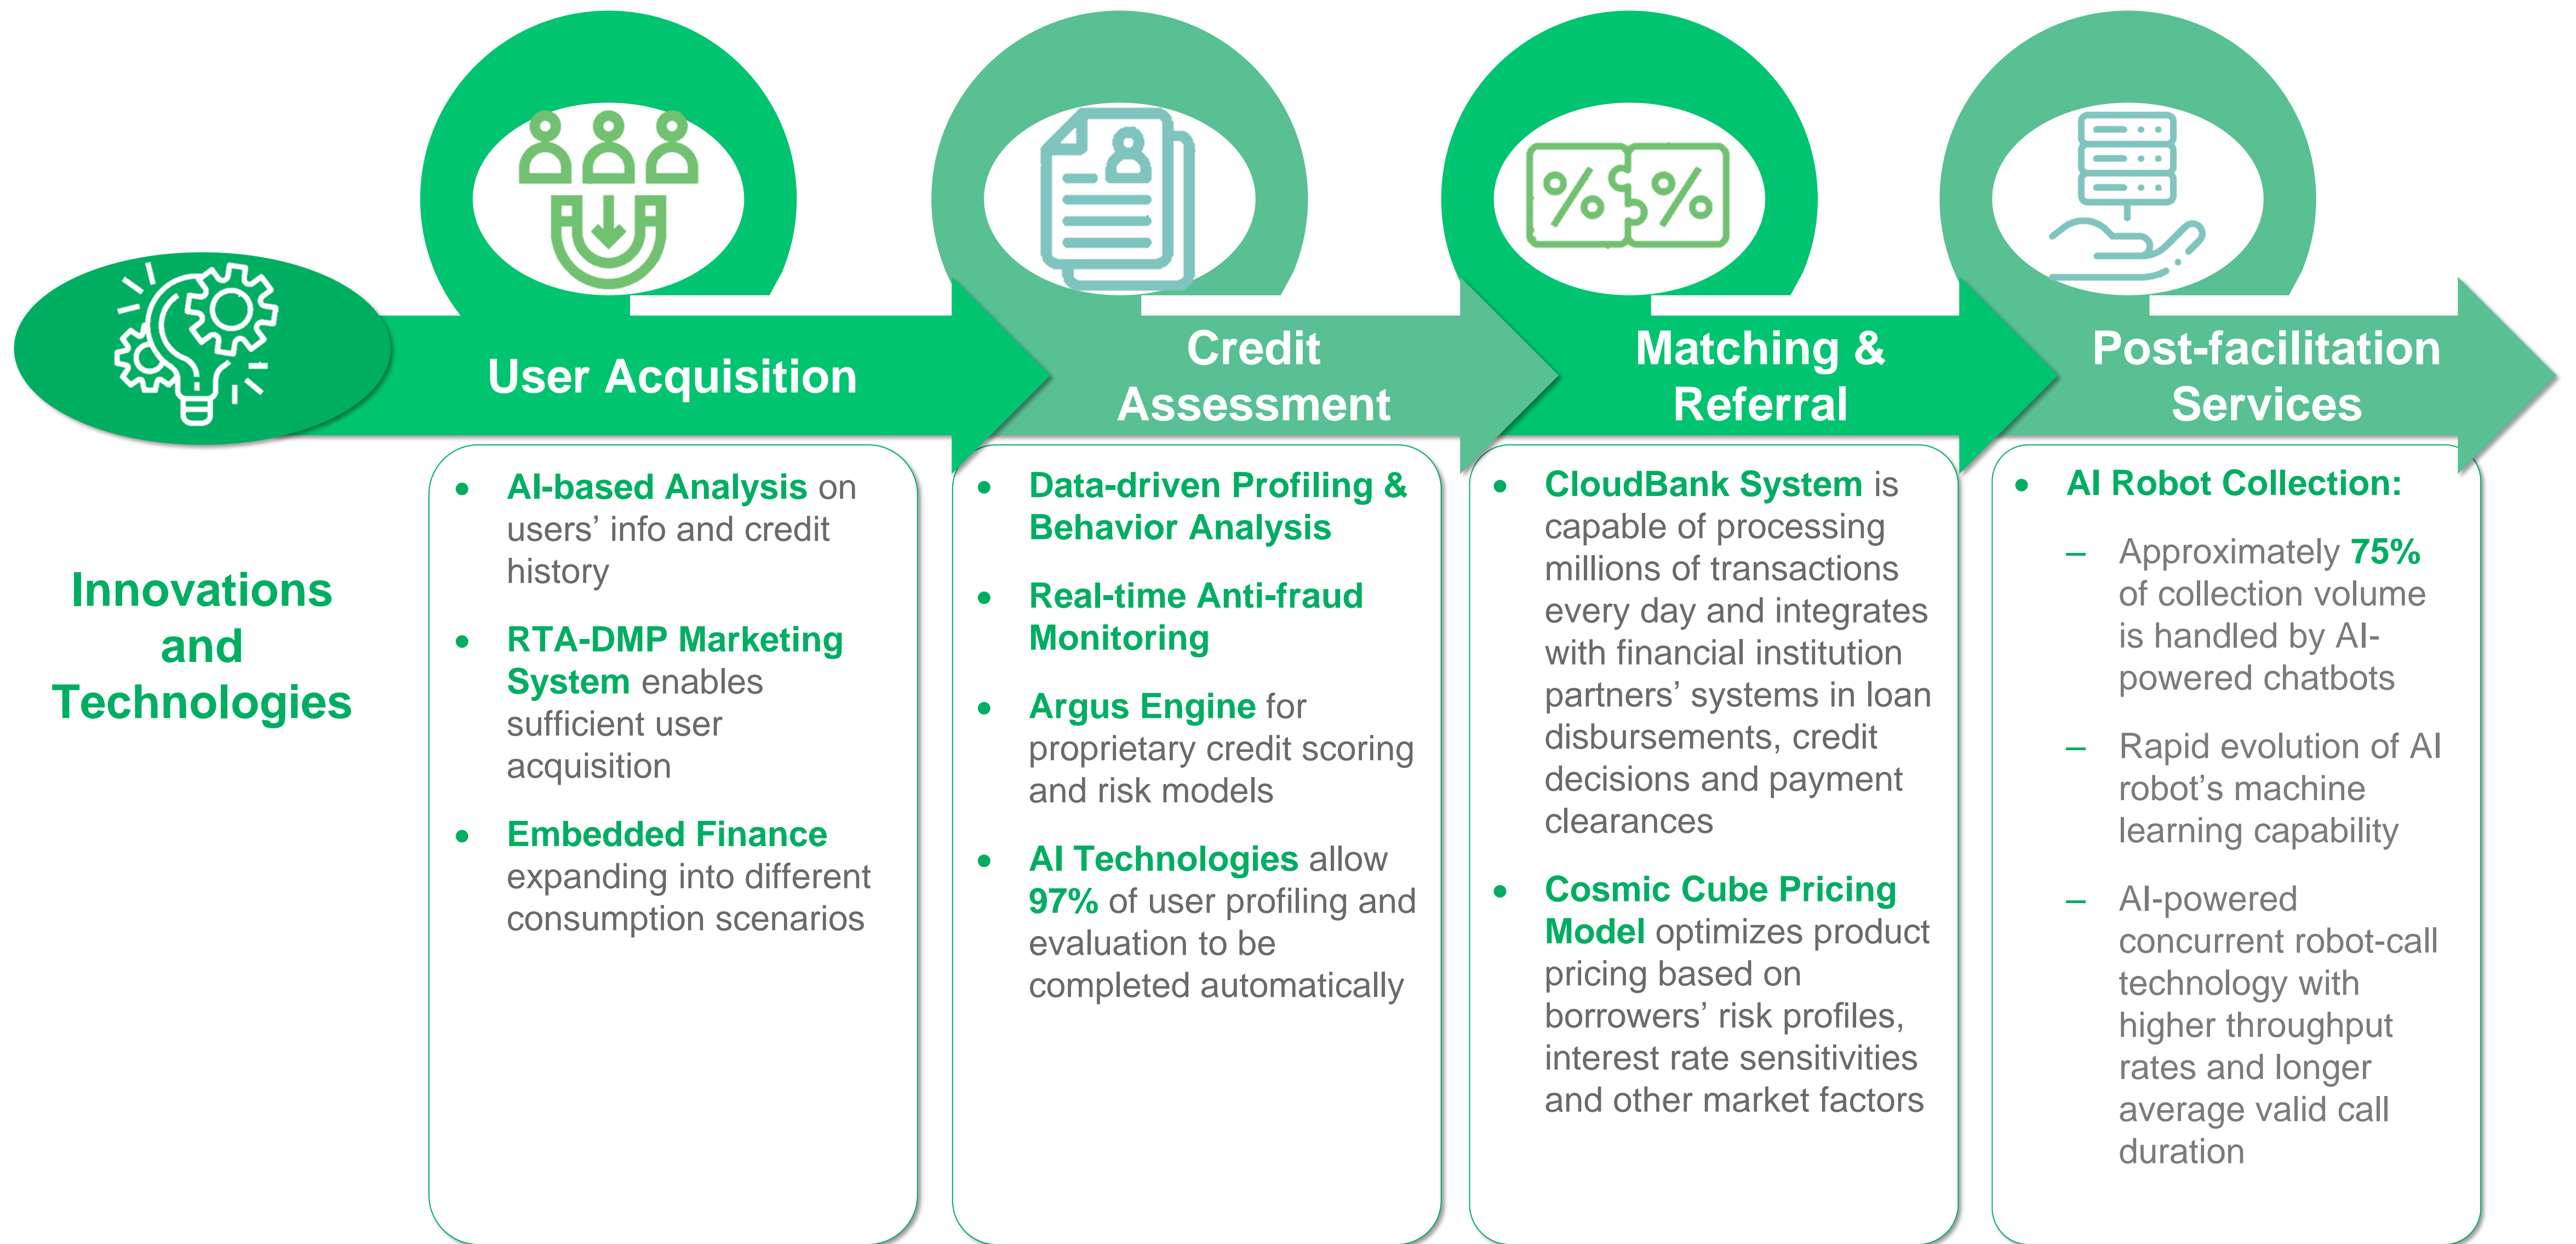 User Acquisition
Credit
Assessment
Matching &
Referral
Post-facilitation
Services
Innovations
and
Technologies
• AI-based Analysis on
users’ info and credit
history
• RTA-DMP Marketing
System enables
sufficient user
acquisition
• Embedded Finance
expanding into different
consumption scenarios
• Data-driven Profiling &
Behavior Analysis
• Real-time Anti-fraud
Monitoring
• Argus Engine for
proprietary credit scoring
and risk models
• AI Technologies allow
97% of user profiling and
evaluation to be
completed automatically
• CloudBank System is
capable of processing
millions of transactions
every day and integrates
with financial institution
partners’ systems in loan
disbursements, credit
decisions and payment
clearances
• Cosmic Cube Pricing
Model optimizes product
pricing based on
borrowers’ risk profiles,
interest rate sensitivities
and other market factors
• AI Robot Collection:
– Approximately 75%
of collection volume
is handled by AI-
powered chatbots
– Rapid evolution of AI
robot’s machine
learning capability
– AI-powered
concurrent robot-call
technology with
higher throughput
rates and longer
average valid call
duration
% %